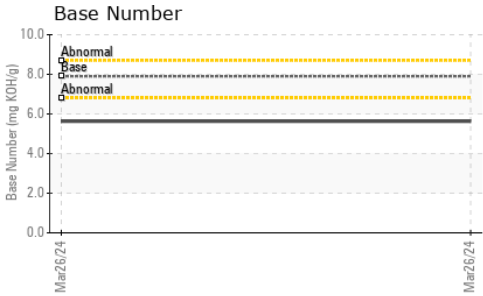 Base Number
10.0
Abnormal
Base
8.0
Abnormal
6.0
4.0
2.0
0.0
Base Number (mg KOH/g)
Mar26/24
Mar26/24